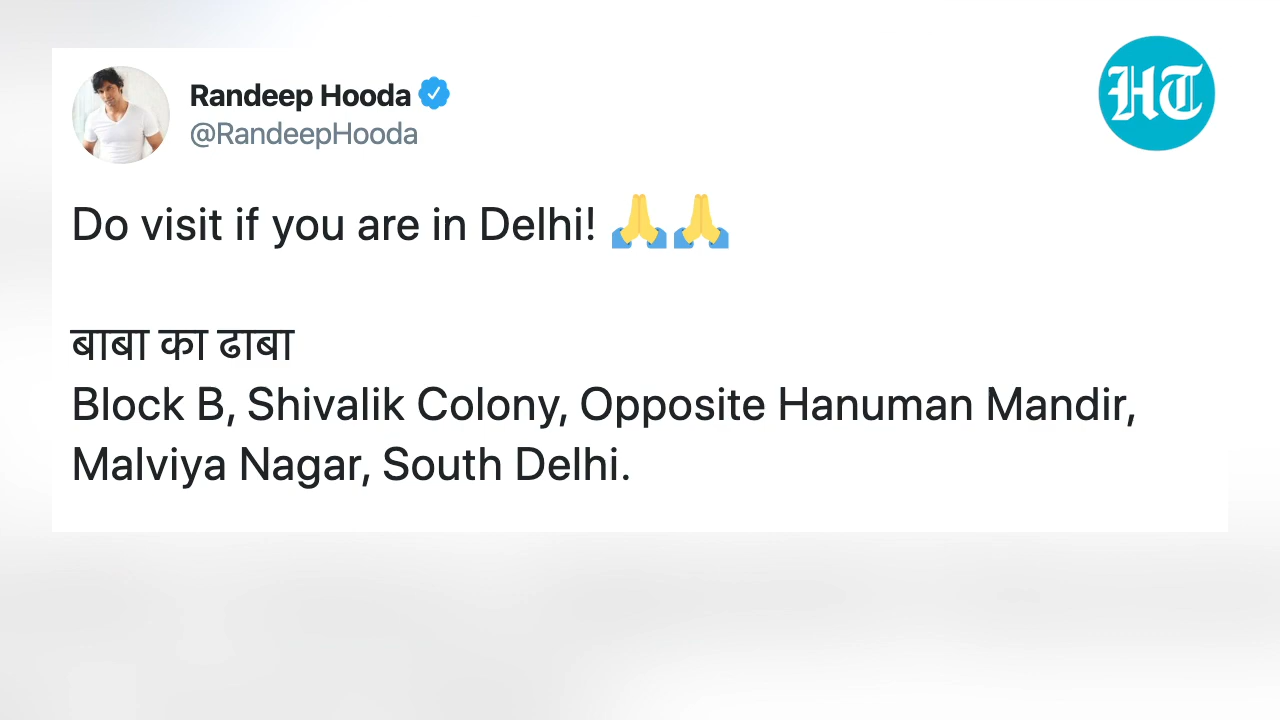 Randeep Hooda
@RandeepHooda
HT
Do visit if you are in Delhi! 🙏🙏
बाबा का ढाबा
Block B, Shivalik Colony, Opposite Hanuman Mandir,
Malviya Nagar, South Delhi.